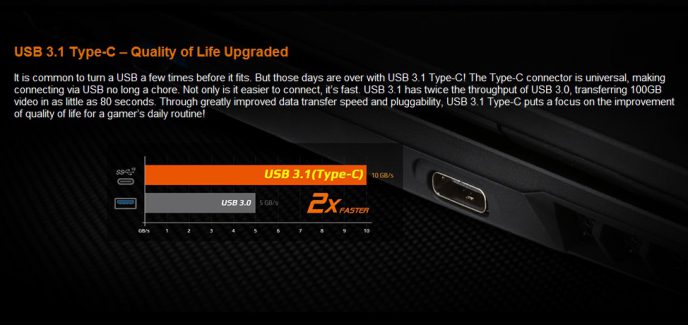 USB 3.1 Type-C – Quality of Life Upgraded
It is common to turn a USB a few times before it fits. But those days are over with USB 3.1 Type-C! The Type-C connector is universal, making
connecting via USB no long a chore. Not only is it easier to connect, it's fast. USB 3.1 has twice the throughput of USB 3.0, transferring 100GB
video in as little as 80 seconds. Through greatly improved data transfer speed and pluggability, USB 3.1 Type-C puts a focus on the improvement
of quality of life for a gamer's daily routine!
USB 3.1(Type-C) 10 GB/s
USB 3.0 5 GB/s
2X FASTER
GB/s 1 2 3 4 5 6 7 8 9 10